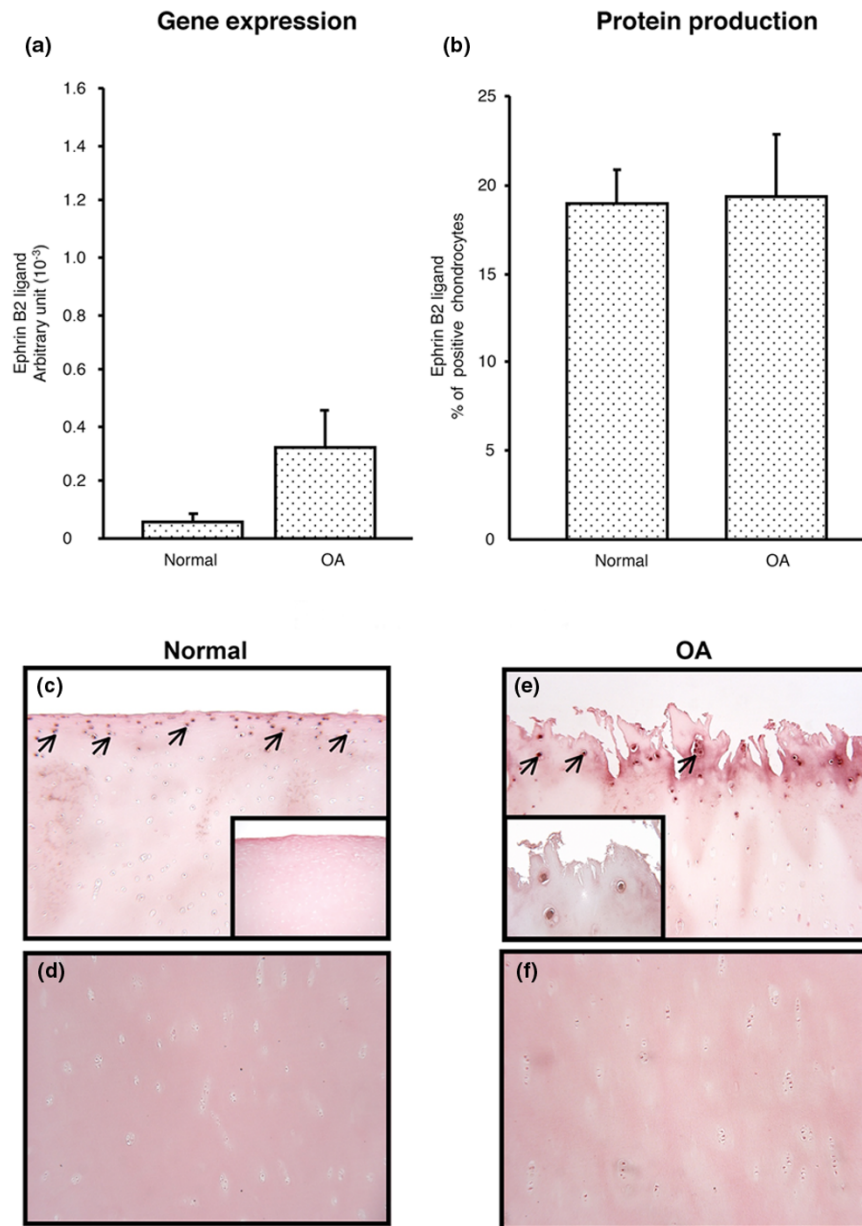 Gene expression
Protein production
(a)
1.6
1.4
1.2
1.0
0.8
0.6
0.4
0.2
0
Ephrin B2 ligand
Arbitrary unit (10⁻³)
Normal
OA
(b)
25
20
15
10
5
0
Ephrin B2 ligand
% of positive chondrocytes
Normal
OA
Normal
OA
(c)
(e)
(d)
(f)